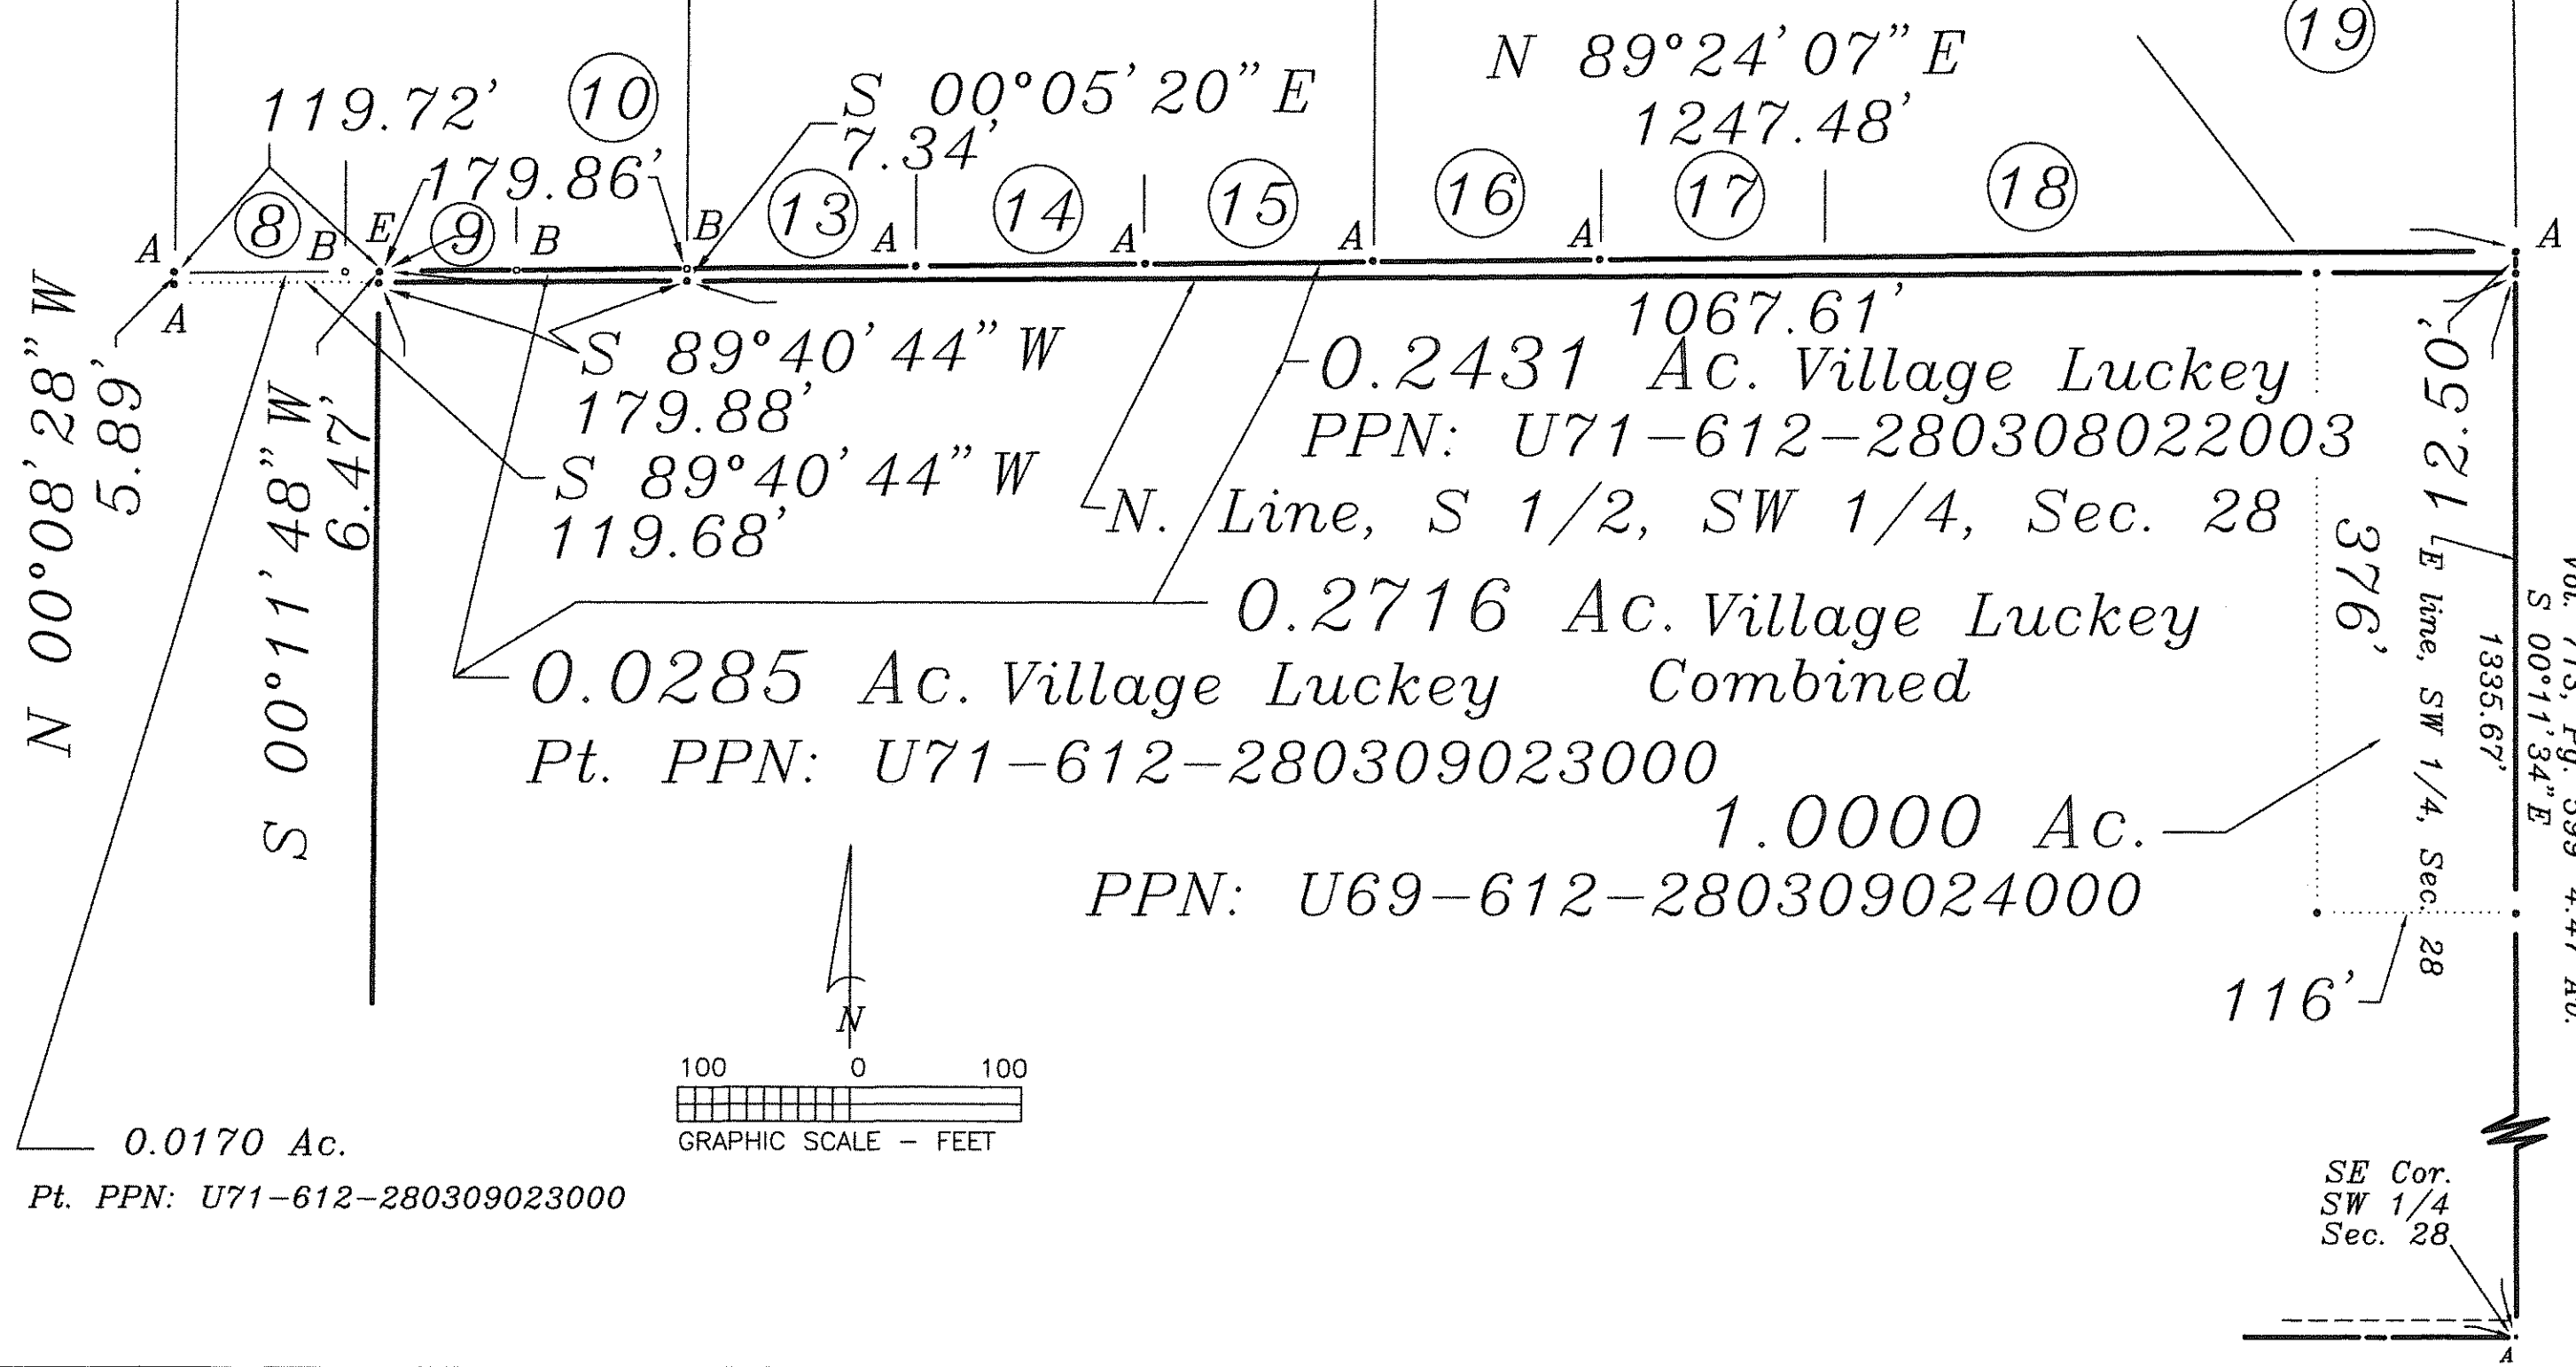 19
N 89°24'07" E
1247.48'
119.72'
10
S 00°05'20" E
7.34'
179.86'
8
9
13
14
15
16
17
18
A
B
E
B
B
A
A
A
A
A
A
N 00°08'28" W
5.89'
S 00°11'48" W
6.47'
S 89°40'44" W
179.88'
S 89°40'44" W
119.68'
1067.61'
0.2431 Ac. Village Luckey
PPN: U71-612-280308022003
N. Line, S 1/2, SW 1/4, Sec. 28
12.50'
376'
E line, SW 1/4, Sec. 28
1335.67'
S 00°11'34" E
Pg. 599 4.47 Ac.
0.2716 Ac. Village Luckey
Combined
0.0285 Ac. Village Luckey
Pt. PPN: U71-612-280309023000
1.0000 Ac.
PPN: U69-612-280309024000
116'
N
100 0 100
GRAPHIC SCALE - FEET
0.0170 Ac.
Pt. PPN: U71-612-280309023000
SE Cor.
SW 1/4
Sec. 28
A